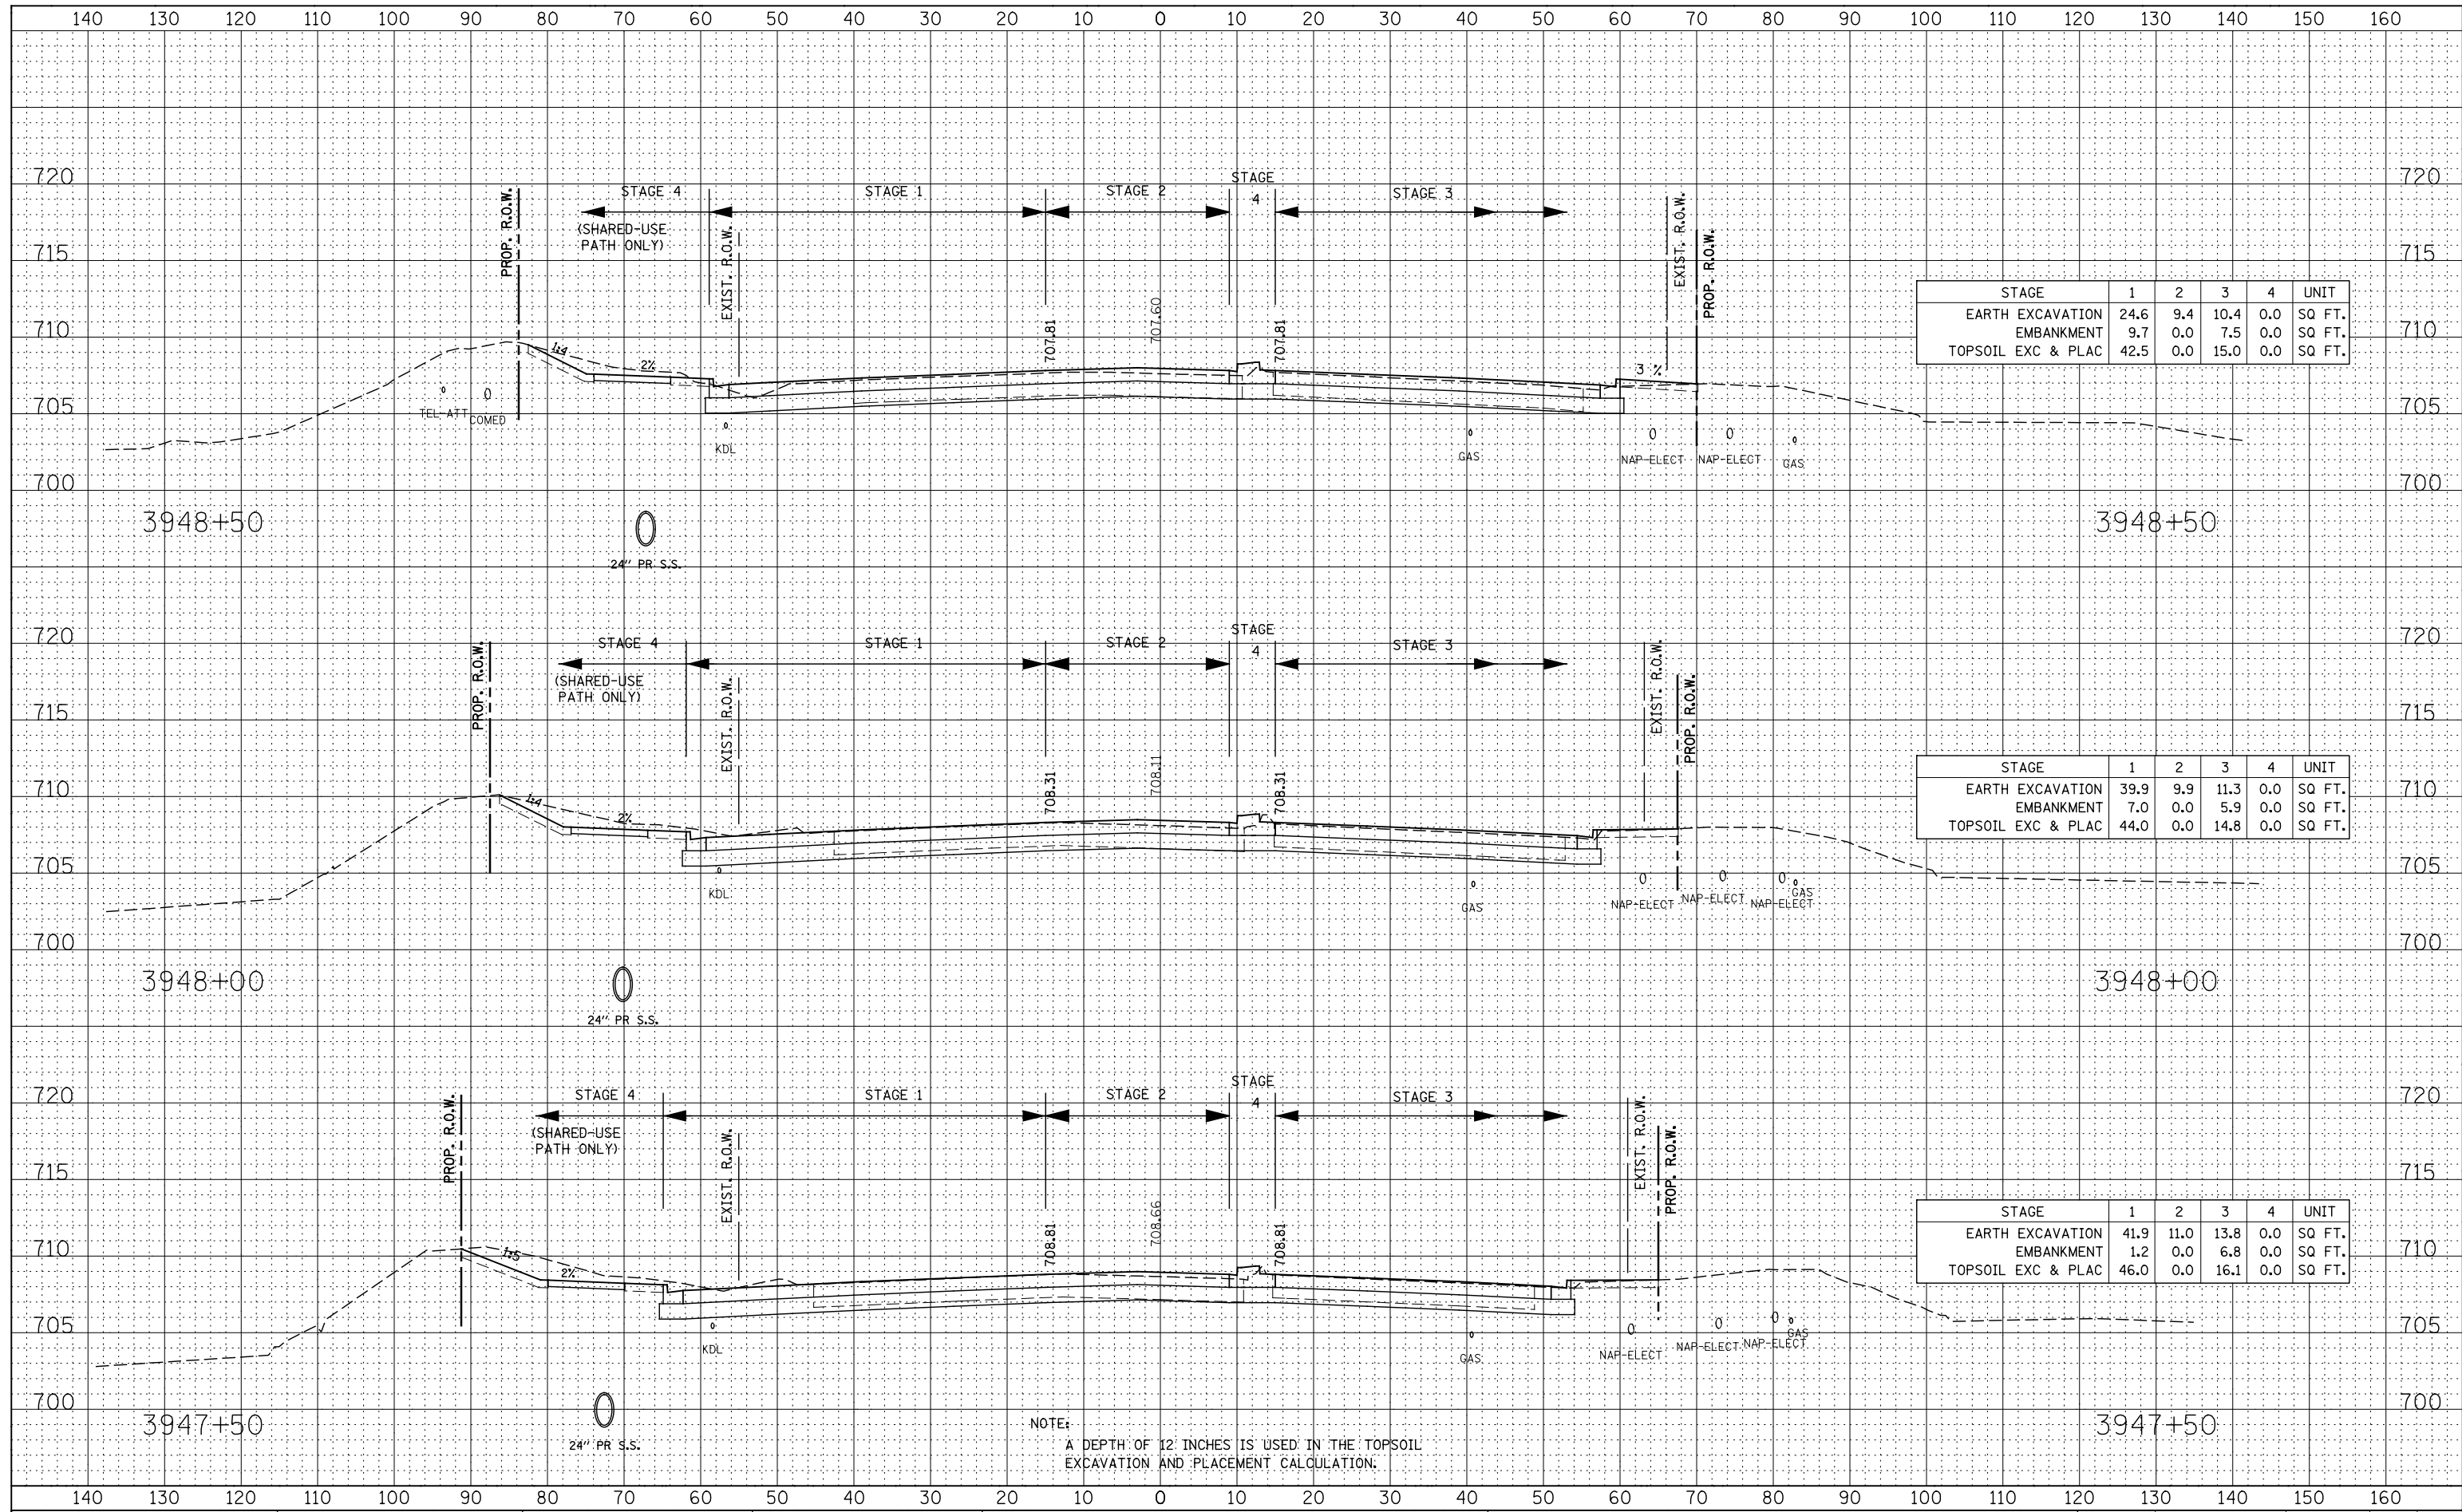 140 130 120 110 100 90 80 70 60 50 40 30 20 10 0 10 20 30 40 50 60 70 80 90 100 110 120 130 140 150 160
720 720
STAGE 4 STAGE 1 STAGE 2 STAGE 4 STAGE 3
(SHARED-USE
PATH ONLY)
PROP. R.O.W.
EXIST. R.O.W.
EXIST. R.O.W.
PROP. R.O.W.
715 715
710 710
707.81
707.60
707.81
1:4
2%
3 %
705 705
TEL-ATT
COMED
KDL
GAS
NAP-ELECT
NAP-ELECT
GAS
700 700
3948+50 3948+50
24" PR S.S.
STAGE 1 2 3 4 UNIT
EARTH EXCAVATION 24.6 9.4 10.4 0.0 SQ FT.
EMBANKMENT 9.7 0.0 7.5 0.0 SQ FT.
TOPSOIL EXC & PLAC 42.5 0.0 15.0 0.0 SQ FT.
720 720
STAGE 4 STAGE 1 STAGE 2 STAGE 4 STAGE 3
(SHARED-USE
PATH ONLY)
PROP. R.O.W.
EXIST. R.O.W.
EXIST. R.O.W.
PROP. R.O.W.
715 715
710 710
708.31
708.11
708.31
1:4
2%
705 705
KDL
GAS
NAP-ELECT
NAP-ELECT
NAP-ELECT
GAS
700 700
3948+00 3948+00
24" PR S.S.
STAGE 1 2 3 4 UNIT
EARTH EXCAVATION 39.9 9.9 11.3 0.0 SQ FT.
EMBANKMENT 7.0 0.0 5.9 0.0 SQ FT.
TOPSOIL EXC & PLAC 44.0 0.0 14.8 0.0 SQ FT.
720 720
STAGE 4 STAGE 1 STAGE 2 STAGE 4 STAGE 3
(SHARED-USE
PATH ONLY)
PROP. R.O.W.
EXIST. R.O.W.
EXIST. R.O.W.
PROP. R.O.W.
715 715
710 710
708.81
708.66
708.81
1:5
2%
705 705
KDL
GAS
NAP-ELECT
NAP-ELECT
NAP-ELECT
GAS
700 700
3947+50 3947+50
24" PR S.S.
STAGE 1 2 3 4 UNIT
EARTH EXCAVATION 41.9 11.0 13.8 0.0 SQ FT.
EMBANKMENT 1.2 0.0 6.8 0.0 SQ FT.
TOPSOIL EXC & PLAC 46.0 0.0 16.1 0.0 SQ FT.
NOTE:
A DEPTH OF 12 INCHES IS USED IN THE TOPSOIL
EXCAVATION AND PLACEMENT CALCULATION.
140 130 120 110 100 90 80 70 60 50 40 30 20 10 0 10 20 30 40 50 60 70 80 90 100 110 120 130 140 150 160